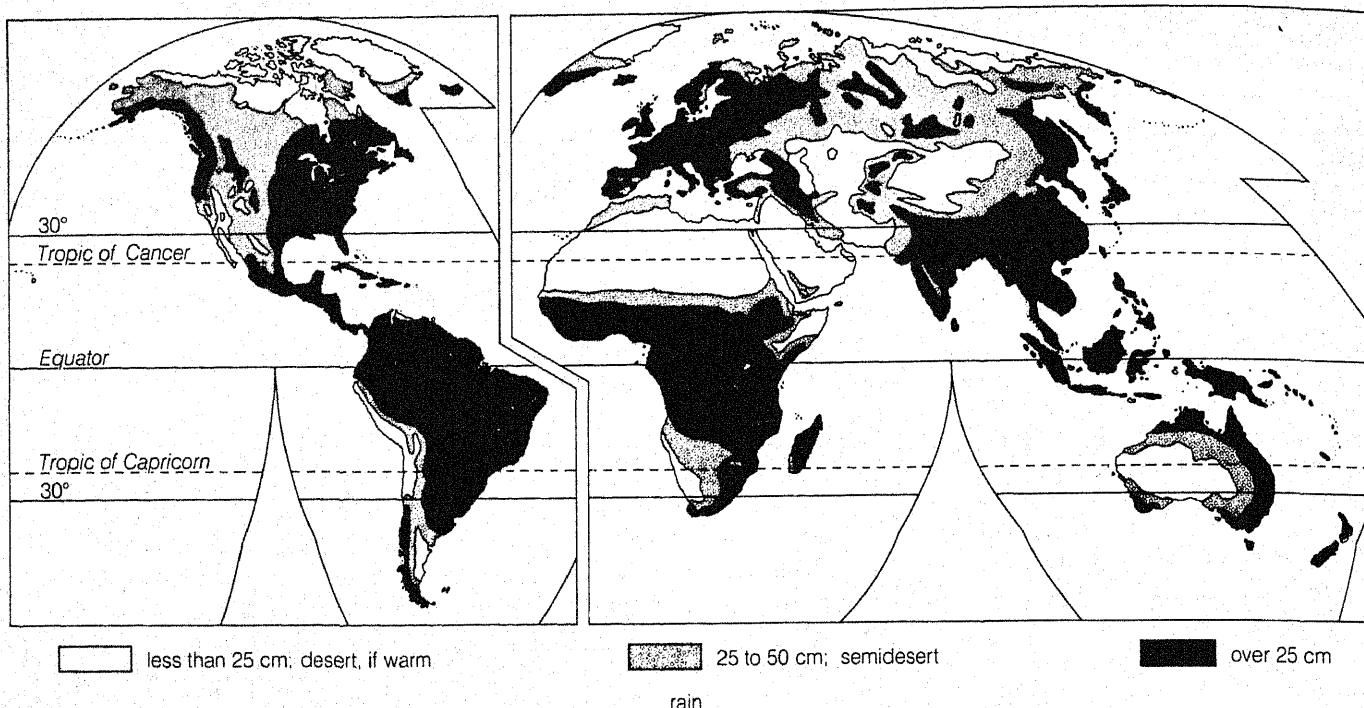 30°
Tropic of Cancer
Equator
Tropic of Capricorn
30°
less than 25 cm; desert, if warm
25 to 50 cm; semidesert
over 25 cm
rain